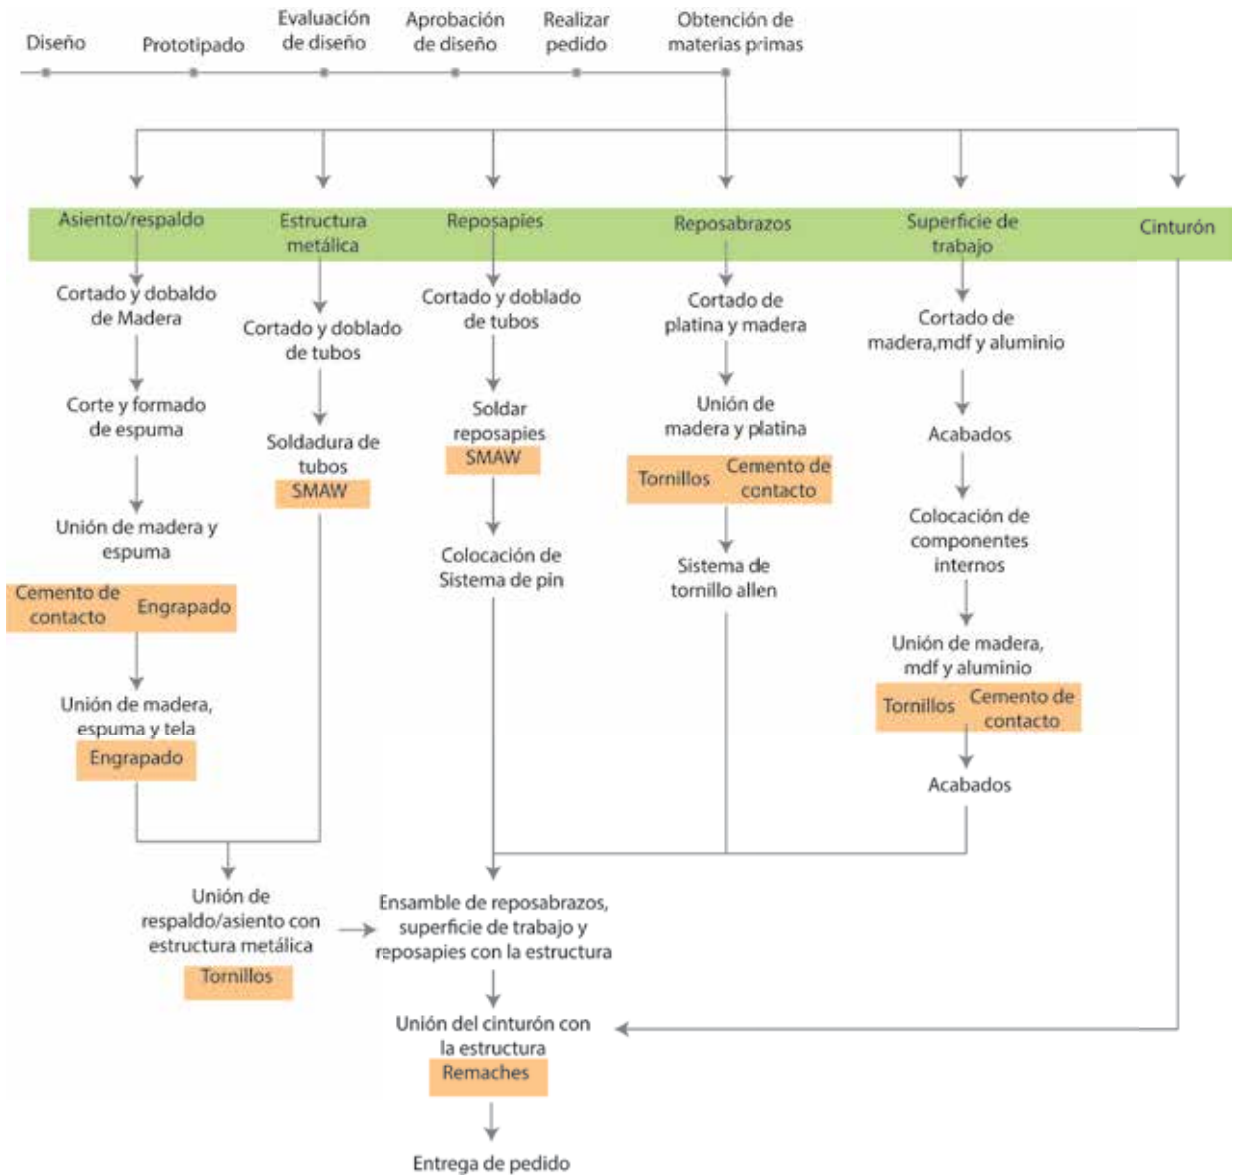 Diseño
Prototipado
Evaluación
de diseño
Aprobación
de diseño
Realizar
pedido
Obtención de
materias primas
Asiento/respaldo
Estructura
metálica
Reposapies
Reposabrazos
Superficie de
trabajo
Cinturón
Cortado y dobaldo
de Madera
Corte y formado
de espuma
Unión de madera y
espuma
Cemento de
contacto
Engrapado
Unión de madera,
espuma y tela
Engrapado
Cortado y doblado
de tubos
Soldadura de
tubos
SMAW
Cortado y doblado
de tubos
Soldar
reposapies
SMAW
Colocación de
Sistema de pin
Cortado de
platina y madera
Unión de
madera y platina
Tornillos
Cemento de
contacto
Sistema de
tornillo allen
Cortado de
madera,mdf y aluminio
Acabados
Colocación de
componentes
internos
Unión de madera,
mdf y aluminio
Tornillos
Cemento de
contacto
Acabados
Unión de
respaldo/asiento con
estructura metálica
Tornillos
Ensamble de reposabrazos,
superficie de trabajo y
reposapies con la estructura
Unión del cinturón con
la estructura
Remaches
Entrega de pedido